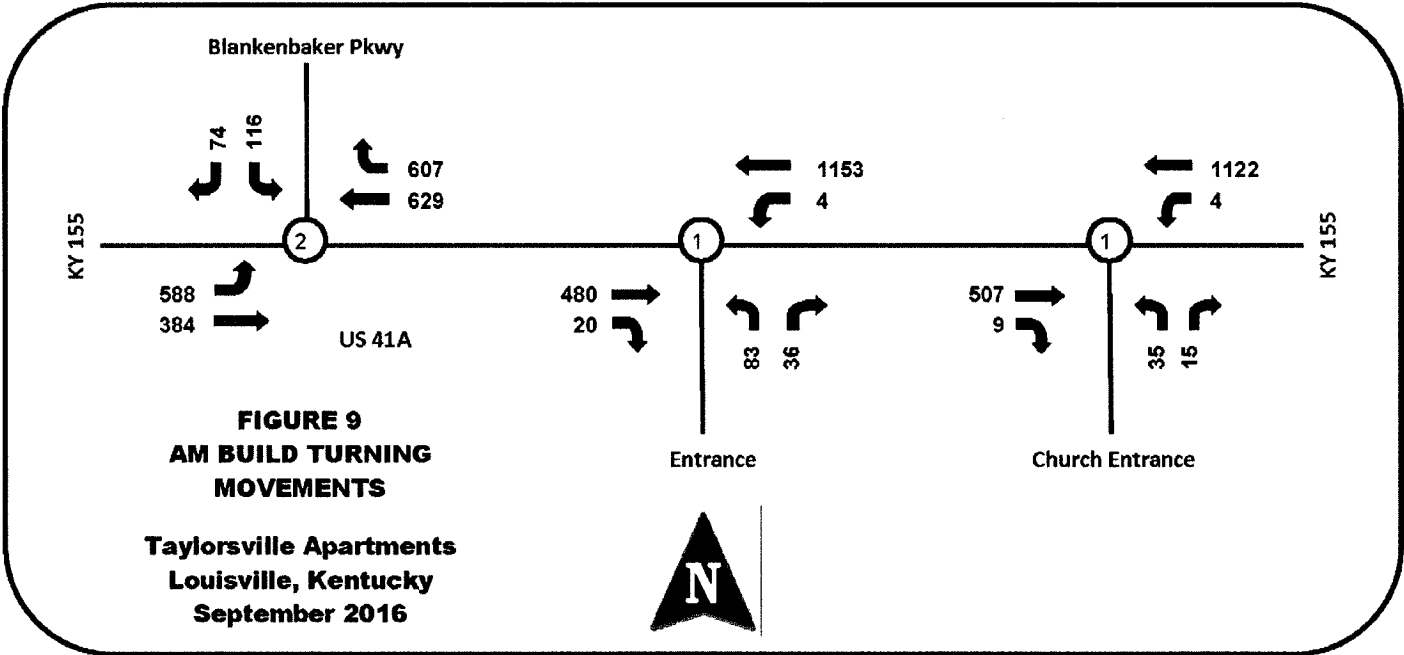 Blankenbaker Pkwy
74 116
607
629
1153
4
1122
4
KY 155
2
1
1
KY 155
588
384
US 41A
480
20
83 36
507
9
35 15
FIGURE 9
AM BUILD TURNING
MOVEMENTS
Entrance
Church Entrance
Taylorsville Apartments
Louisville, Kentucky
September 2016
N